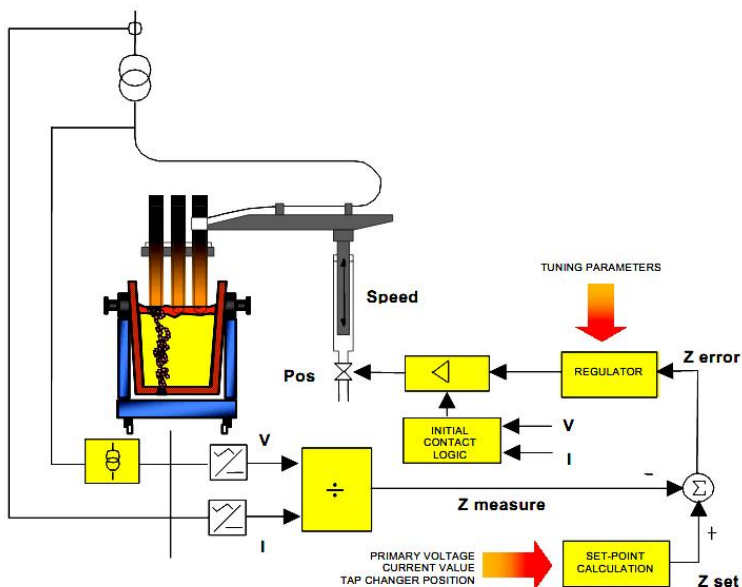 TUNING PARAMETERS
Speed
Z error
Pos
REGULATOR
INITIAL
CONTACT
LOGIC
V
I
V
÷
Z measure
−
Σ
+
I
PRIMARY VOLTAGE
CURRENT VALUE
TAP CHANGER POSITION
SET-POINT
CALCULATION
Z set